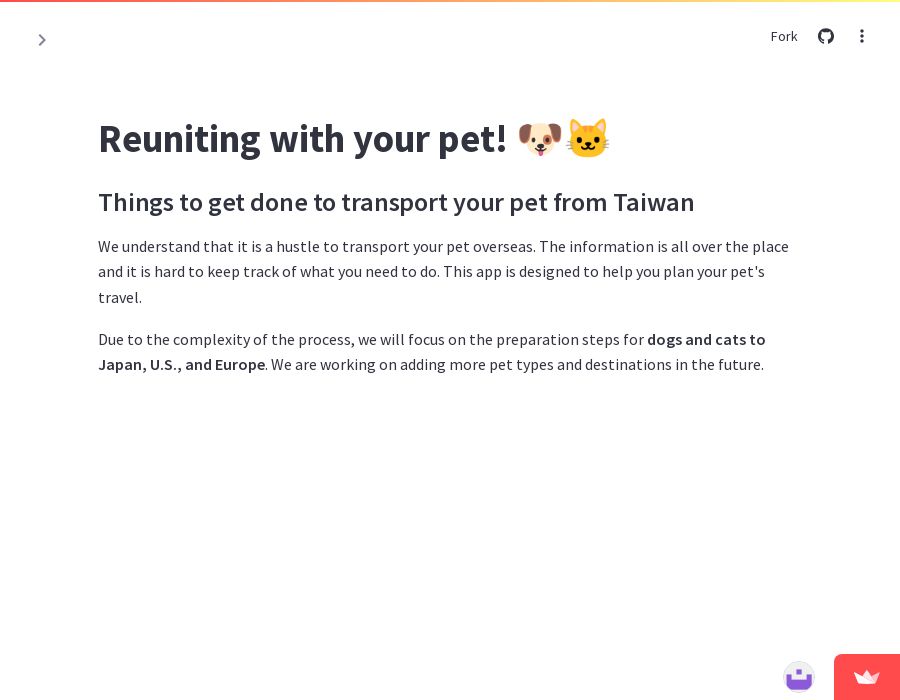 Fork
Reuniting with your pet! 🐶🐱
Things to get done to transport your pet from Taiwan
We understand that it is a hustle to transport your pet overseas. The information is all over the place
and it is hard to keep track of what you need to do. This app is designed to help you plan your pet's
travel.
Due to the complexity of the process, we will focus on the preparation steps for dogs and cats to
Japan, U.S., and Europe. We are working on adding more pet types and destinations in the future.